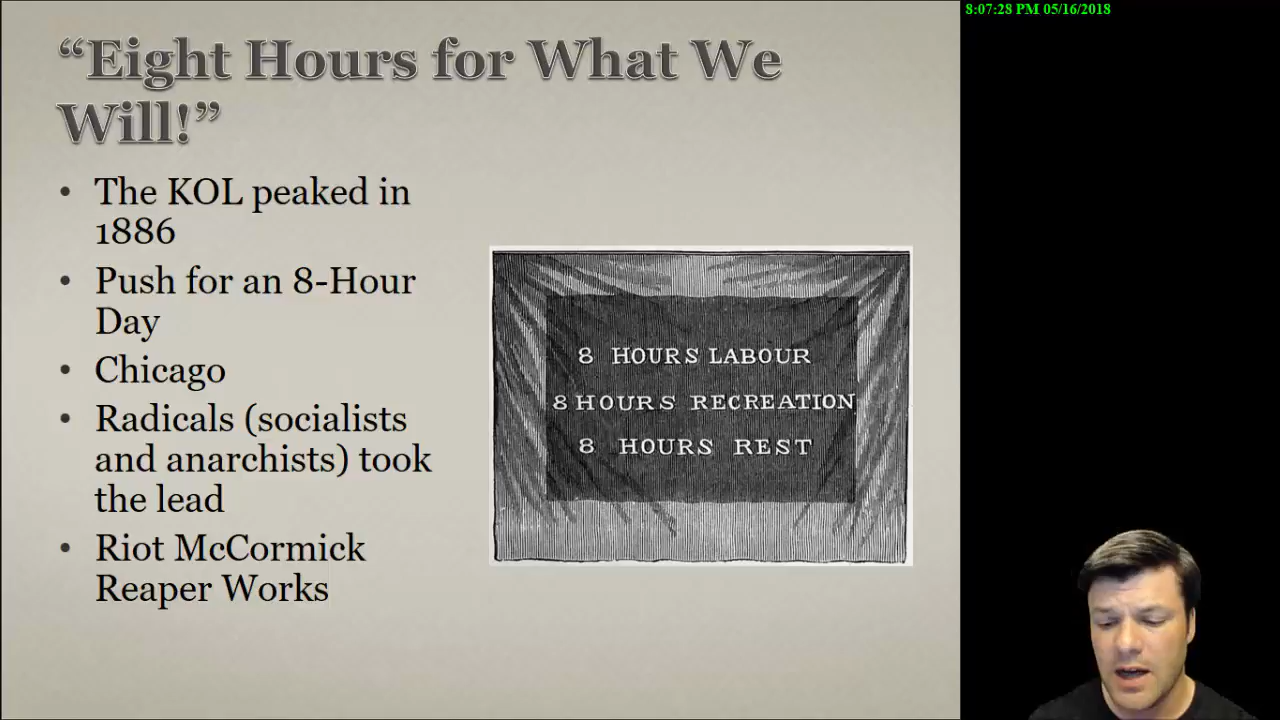 8:07:28 PM 05/16/2018
“Eight Hours for What We
Will!”
• The KOL peaked in
1886
• Push for an 8-Hour
Day
• Chicago
• Radicals (socialists
and anarchists) took
the lead
• Riot McCormick
Reaper Works
8 HOURS LABOUR
8 HOURS RECREATION
8 HOURS REST